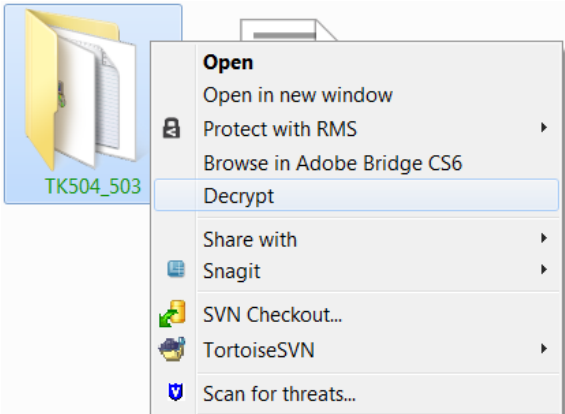 TK504_503
Open
Open in new window
Protect with RMS
Browse in Adobe Bridge CS6
Decrypt
Share with
Snagit
SVN Checkout...
TortoiseSVN
Scan for threats...